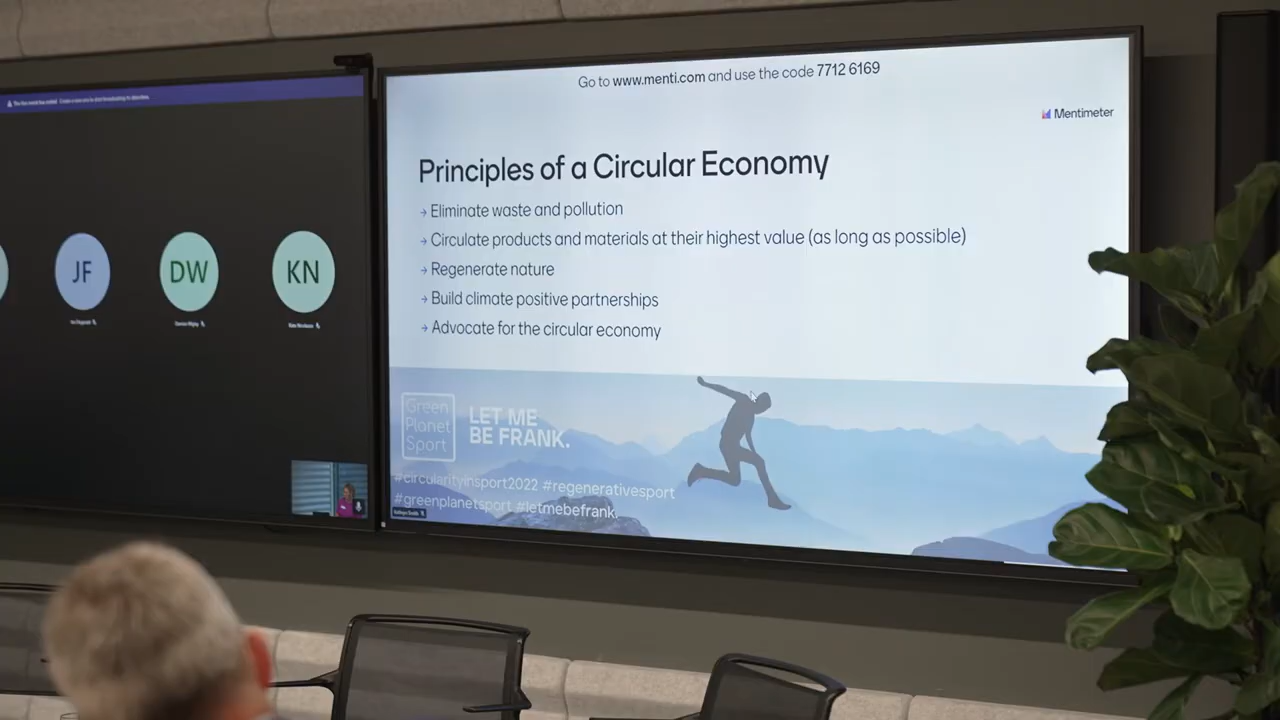 Go to www.menti.com and use the code 7712 6169
Mentimeter
Principles of a Circular Economy
→ Eliminate waste and pollution
→ Circulate products and materials at their highest value (as long as possible)
→ Regenerate nature
→ Build climate positive partnerships
→ Advocate for the circular economy
Green
Planet
Sport
LET ME
BE FRANK.
#circularityinsport2022 #regenerativesport
#greenplanetsport #letmebefrank.
JF
DW
KN